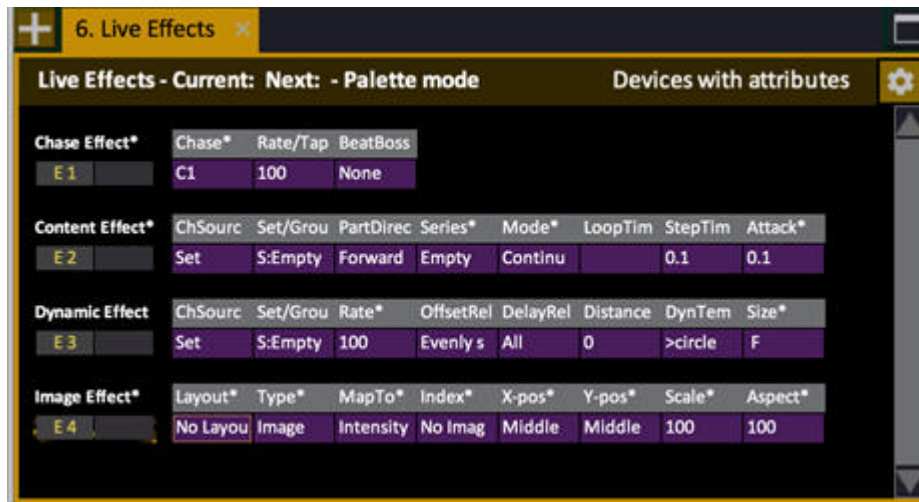 6. Live Effects ×
Live Effects - Current: Next: - Palette mode Devices with attributes
Chase Effect* Chase* Rate/Tap BeatBoss
E 1 C1 100 None
Content Effect* ChSourc Set/Grou PartDirec Series* Mode* LoopTim StepTim Attack*
E 2 Set S:Empty Forward Empty Continu 0.1 0.1
Dynamic Effect ChSourc Set/Grou Rate* OffsetRel DelayRel Distance DynTem Size*
E 3 Set S:Empty 100 Evenly s All 0 >circle F
Image Effect* Layout* Type* MapTo* Index* X-pos* Y-pos* Scale* Aspect*
E 4 No Layou Image Intensity No Imag Middle Middle 100 100